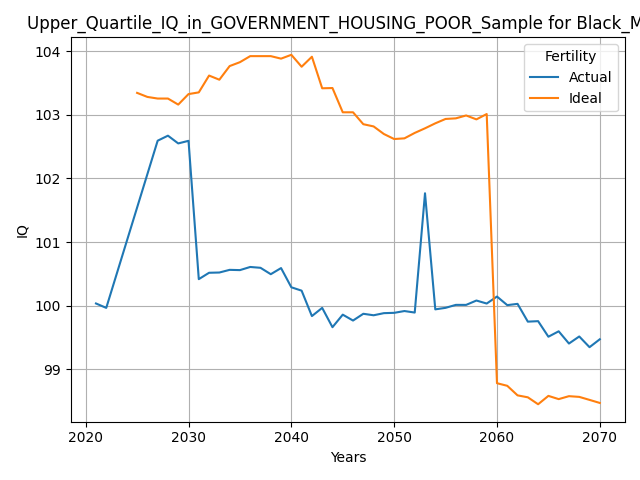 Upper_Quartile_IQ_in_GOVERNMENT_HOUSING_POOR_Sample for Black_M
Fertility
Actual
Ideal
104
103
102
101
100
99
IQ
2020 2030 2040 2050 2060 2070
Years